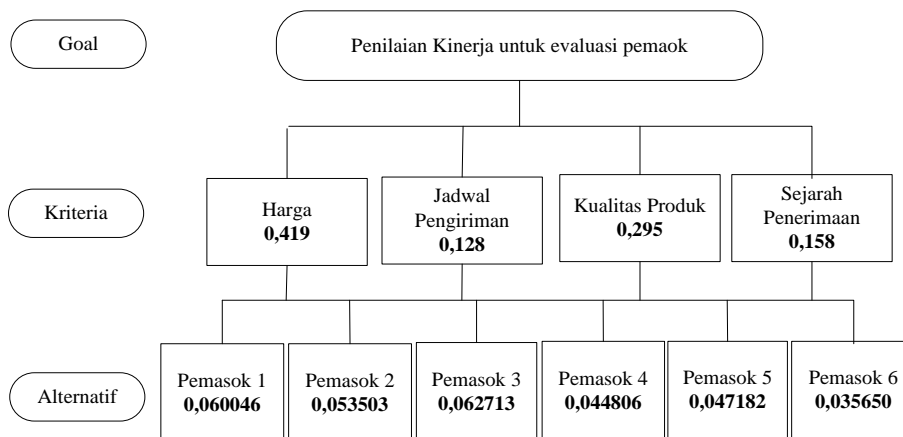 Goal
Penilaian Kinerja untuk evaluasi pemaok
Kriteria
Harga
0,419
Jadwal
Pengiriman
0,128
Kualitas Produk
0,295
Sejarah
Penerimaan
0,158
Alternatif
Pemasok 1
0,060046
Pemasok 2
0,053503
Pemasok 3
0,062713
Pemasok 4
0,044806
Pemasok 5
0,047182
Pemasok 6
0,035650